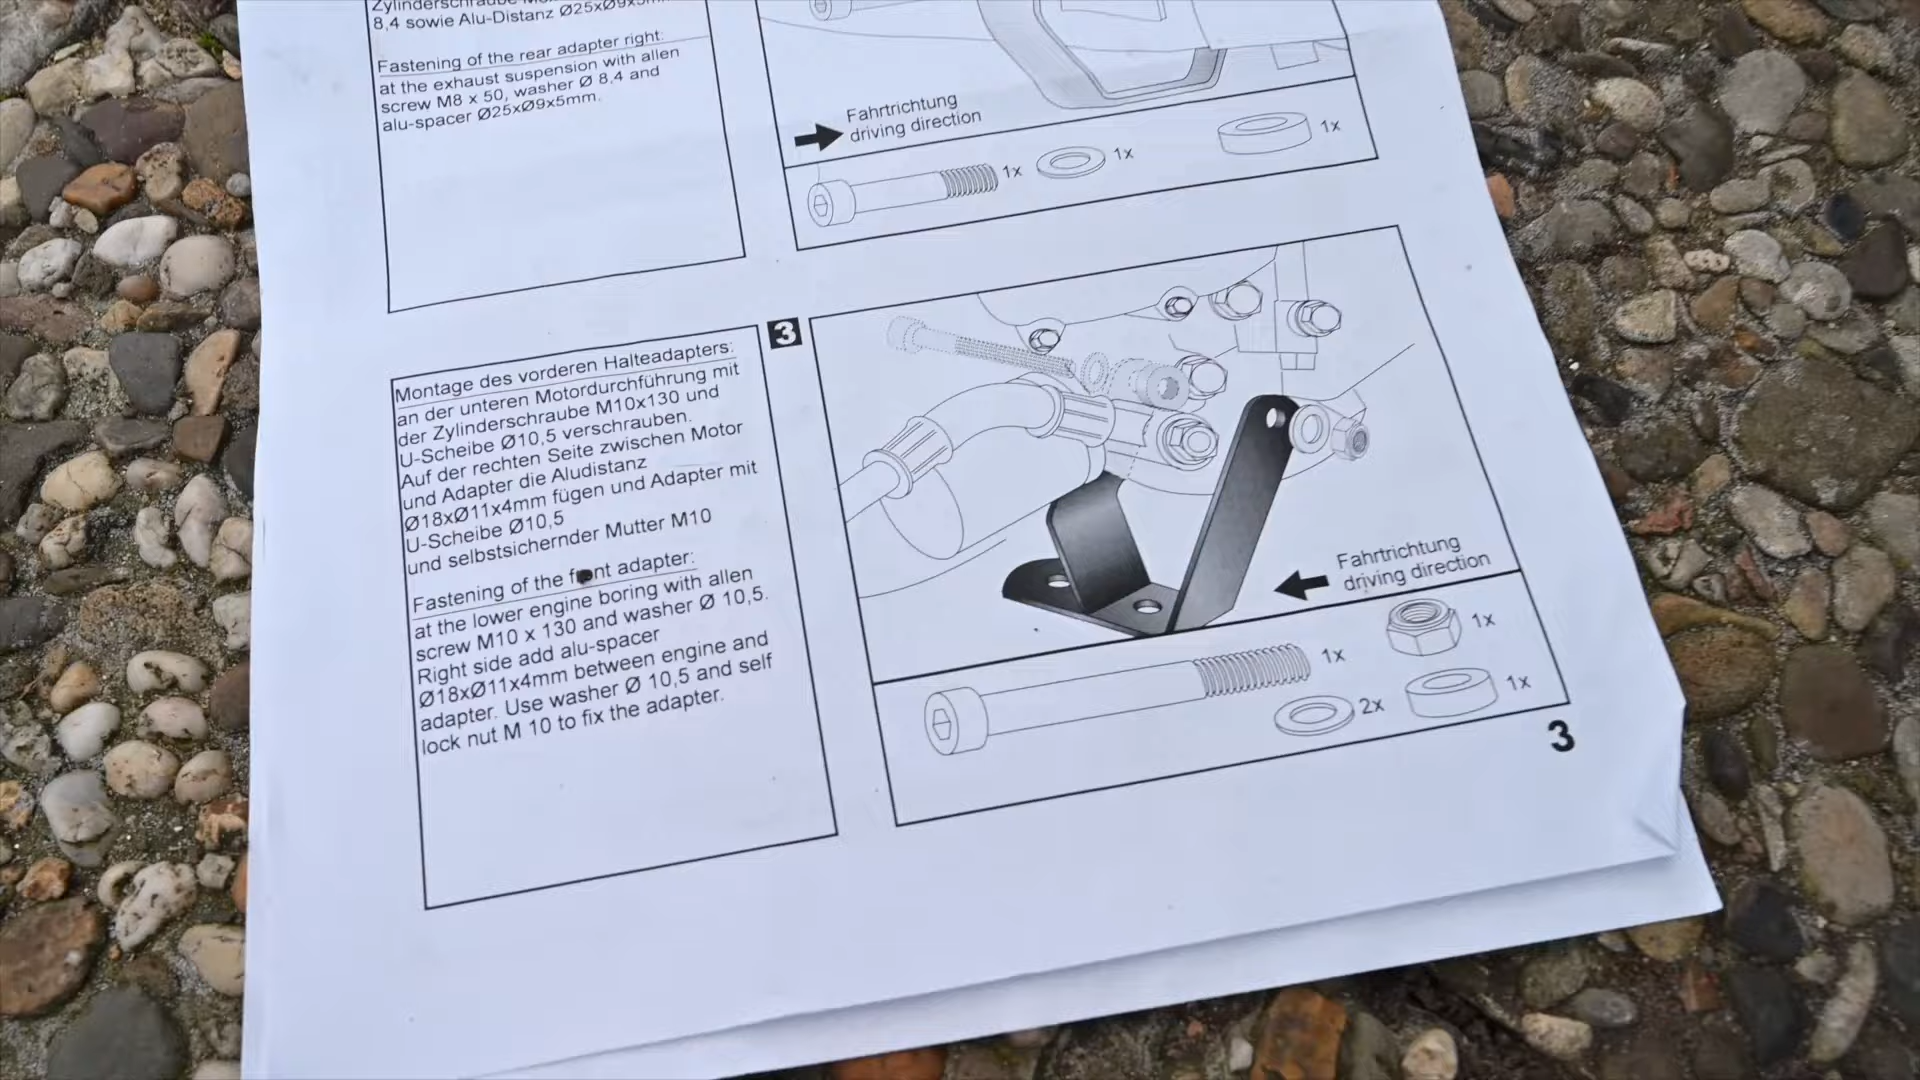 Zylinderschraube
8,4 sowie Alu-Distanz Ø25xØ9x5mm
Fastening of the rear adapter right:
at the exhaust suspension with allen
screw M8 x 50, washer Ø 8.4 and
alu-spacer Ø25xØ9x5mm.
Fahrtrichtung
driving direction
1x
1x
1x
3
Montage des vorderen Halteadapters:
an der unteren Motordurchführung mit
der Zylinderschraube M10x130 und
U-Scheibe Ø10,5 verschrauben.
Auf der rechten Seite zwischen Motor
und Adapter die Aludistanz
Ø18xØ11x4mm fügen und Adapter mit
U-Scheibe Ø10,5
und selbstsichernder Mutter M10
Fastening of the front adapter:
at the lower engine boring with allen
screw M10 x 130 and washer Ø 10,5.
Right side add alu-spacer
Ø18xØ11x4mm between engine and
adapter. Use washer Ø 10,5 and self
lock nut M 10 to fix the adapter.
Fahrtrichtung
driving direction
1x
1x
2x
1x
3